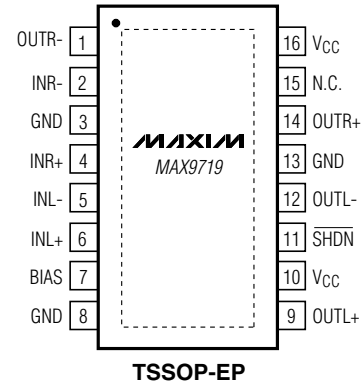 OUTR- 1
16 VCC
INR- 2
15 N.C.
GND 3
14 OUTR+
INR+ 4
MAXIM
MAX9719
13 GND
INL- 5
12 OUTL-
INL+ 6
11 SHDN
BIAS 7
10 VCC
GND 8
9 OUTL+
TSSOP-EP